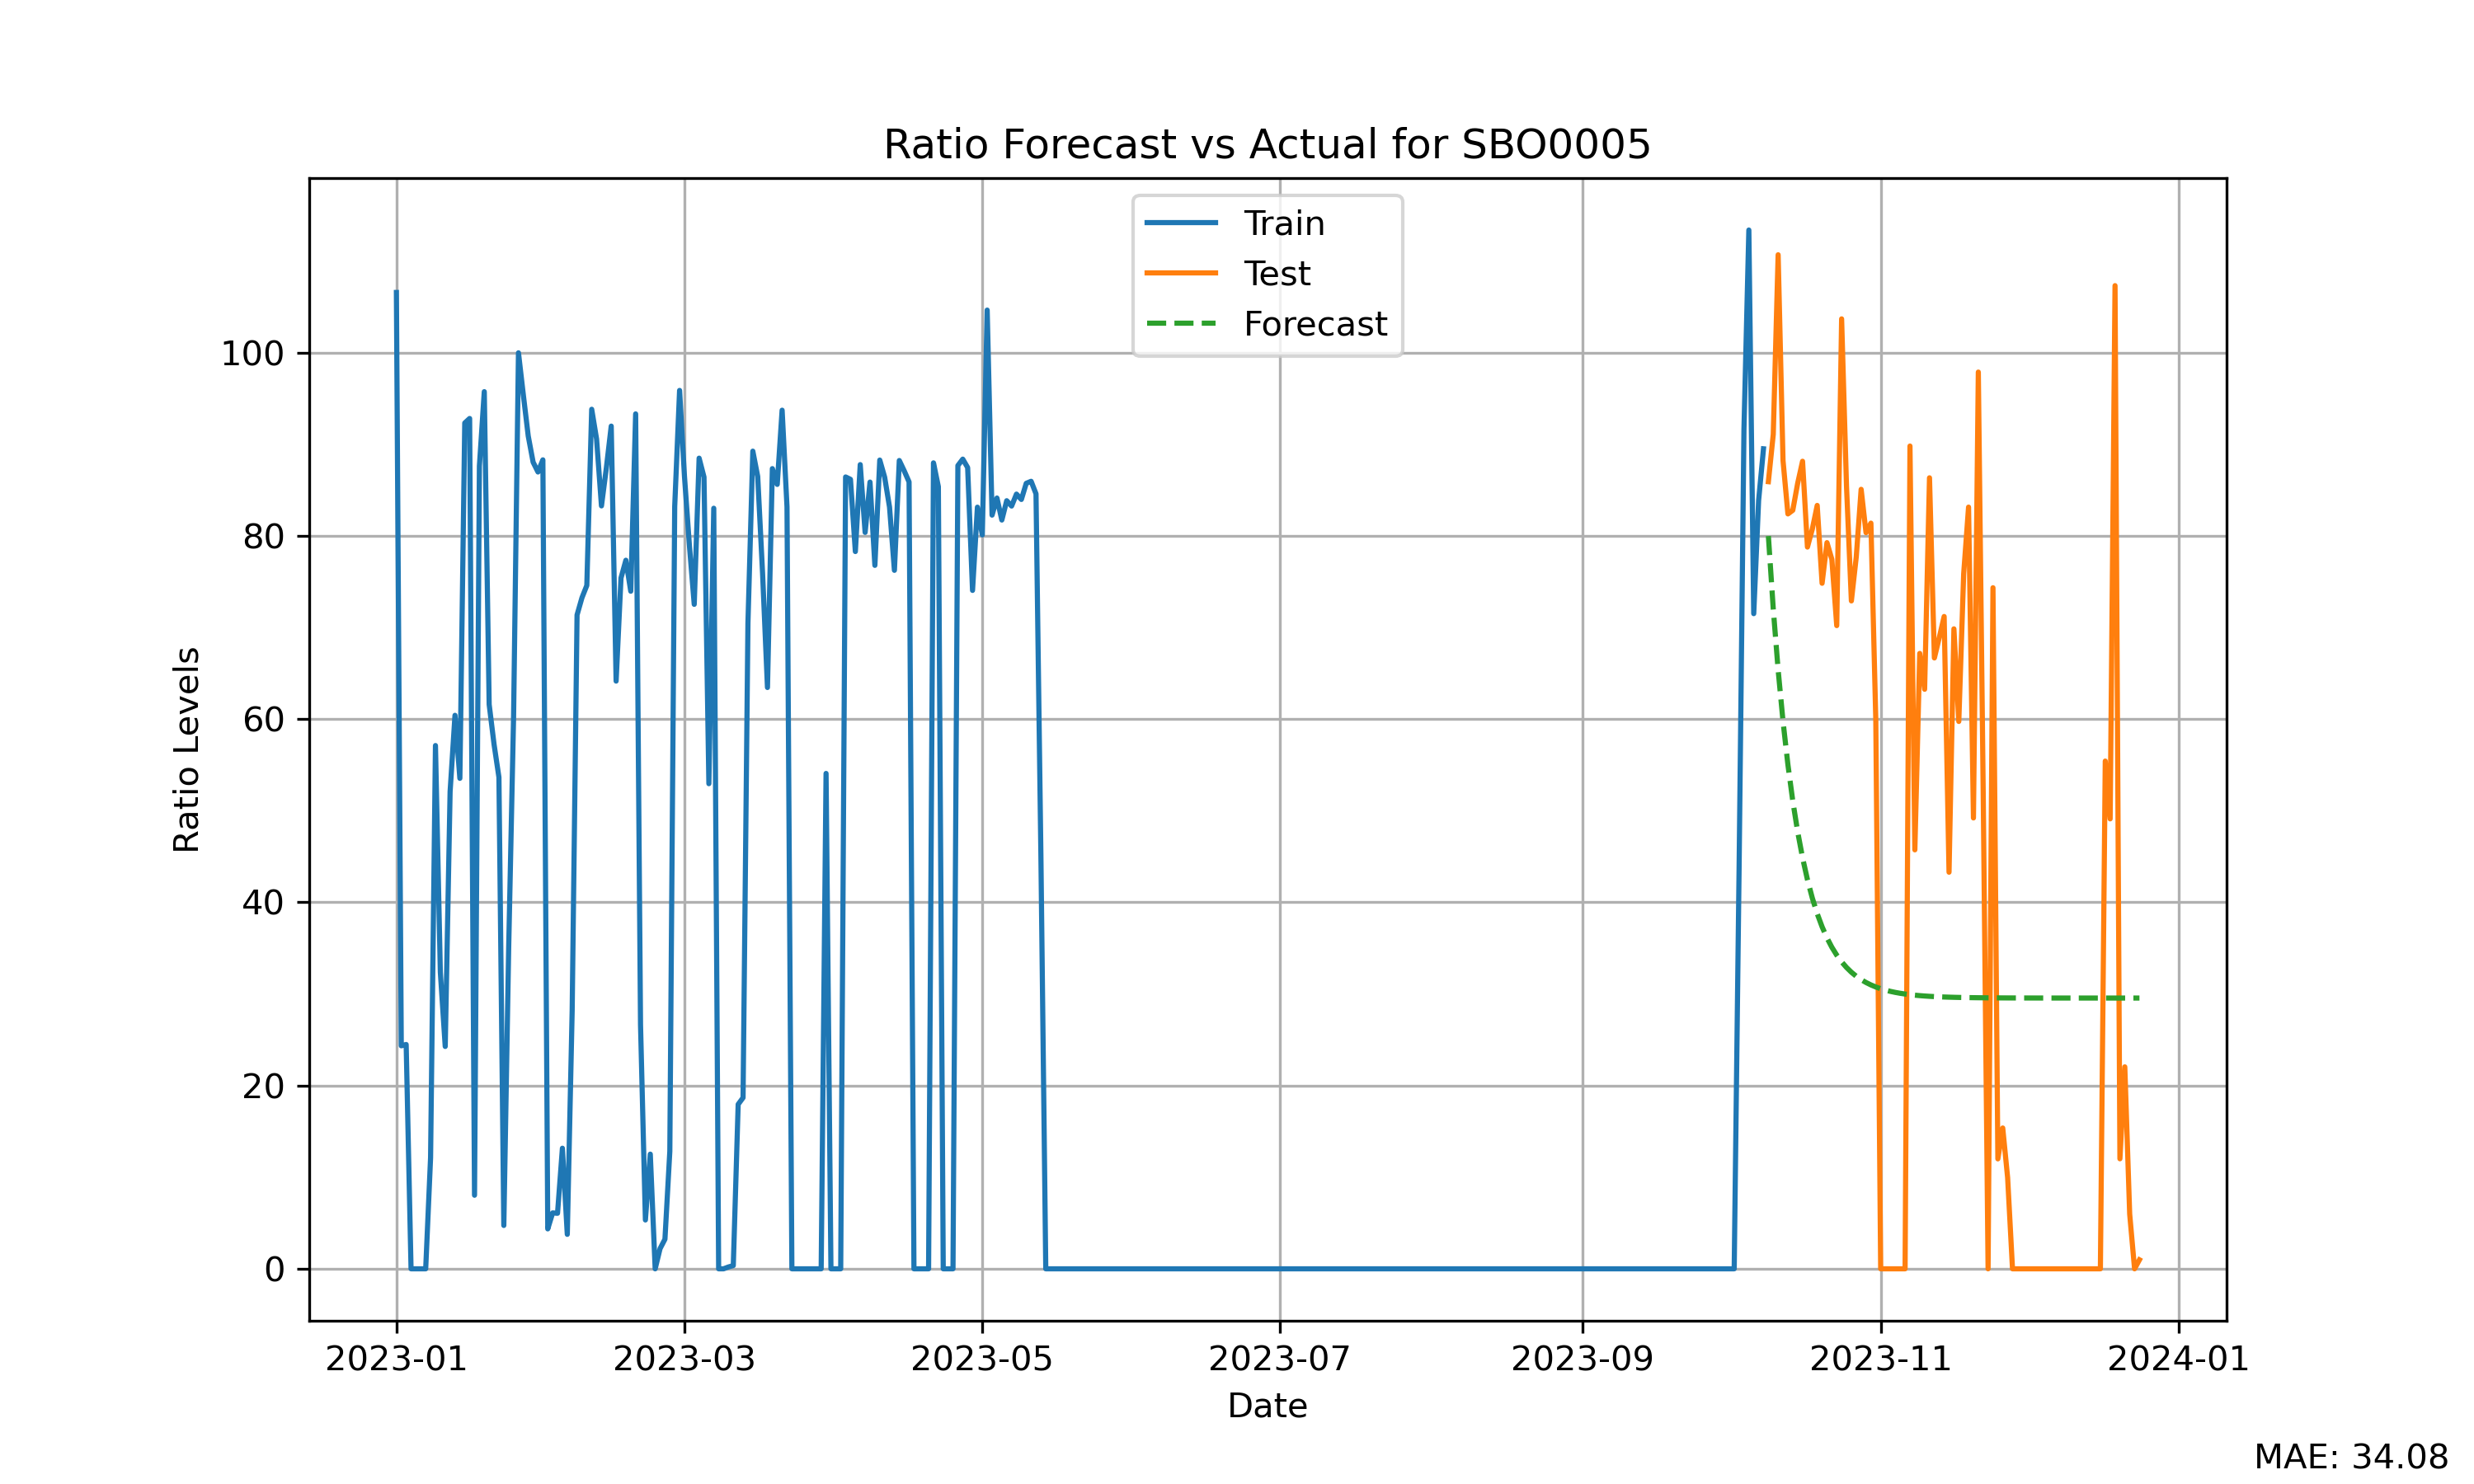 Ratio Forecast vs Actual for SBO0005
Train
Test
Forecast
100
80
60
40
20
0
Ratio Levels
2023-01 2023-03 2023-05 2023-07 2023-09 2023-11 2024-01
Date
MAE: 34.08